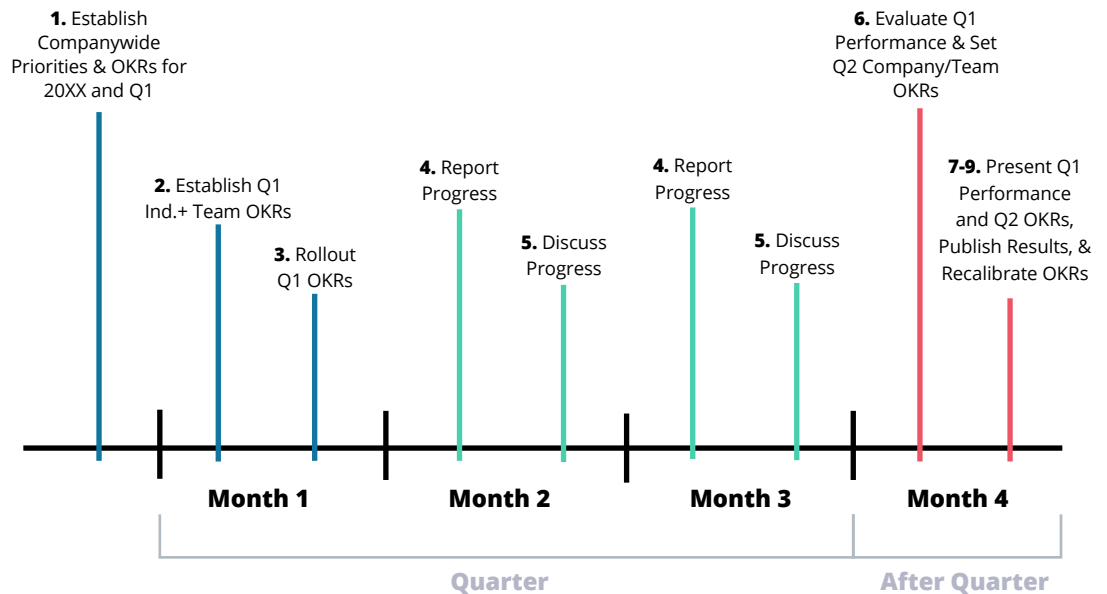 1. Establish
Companywide
Priorities & OKRs for
20XX and Q1
2. Establish Q1
Ind.+ Team OKRs
3. Rollout
Q1 OKRs
4. Report
Progress
5. Discuss
Progress
4. Report
Progress
5. Discuss
Progress
6. Evaluate Q1
Performance & Set
Q2 Company/Team
OKRs
7-9. Present Q1
Performance
and Q2 OKRs,
Publish Results, &
Recalibrate OKRs
Month 1
Month 2
Month 3
Month 4
Quarter
After Quarter